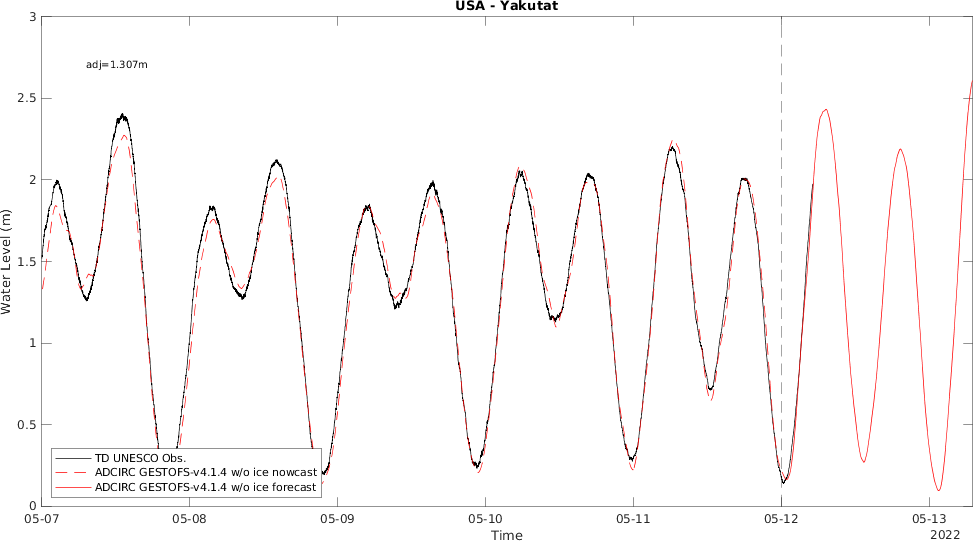 USA - Yakutat
3
adj=1.307m
2.5
2
1.5
1
0.5
0
Water Level (m)
TD UNESCO Obs.
ADCIRC GESTOFS-v4.1.4 w/o ice nowcast
ADCIRC GESTOFS-v4.1.4 w/o ice forecast
05-07 05-08 05-09 05-10 05-11 05-12 05-13
Time
2022